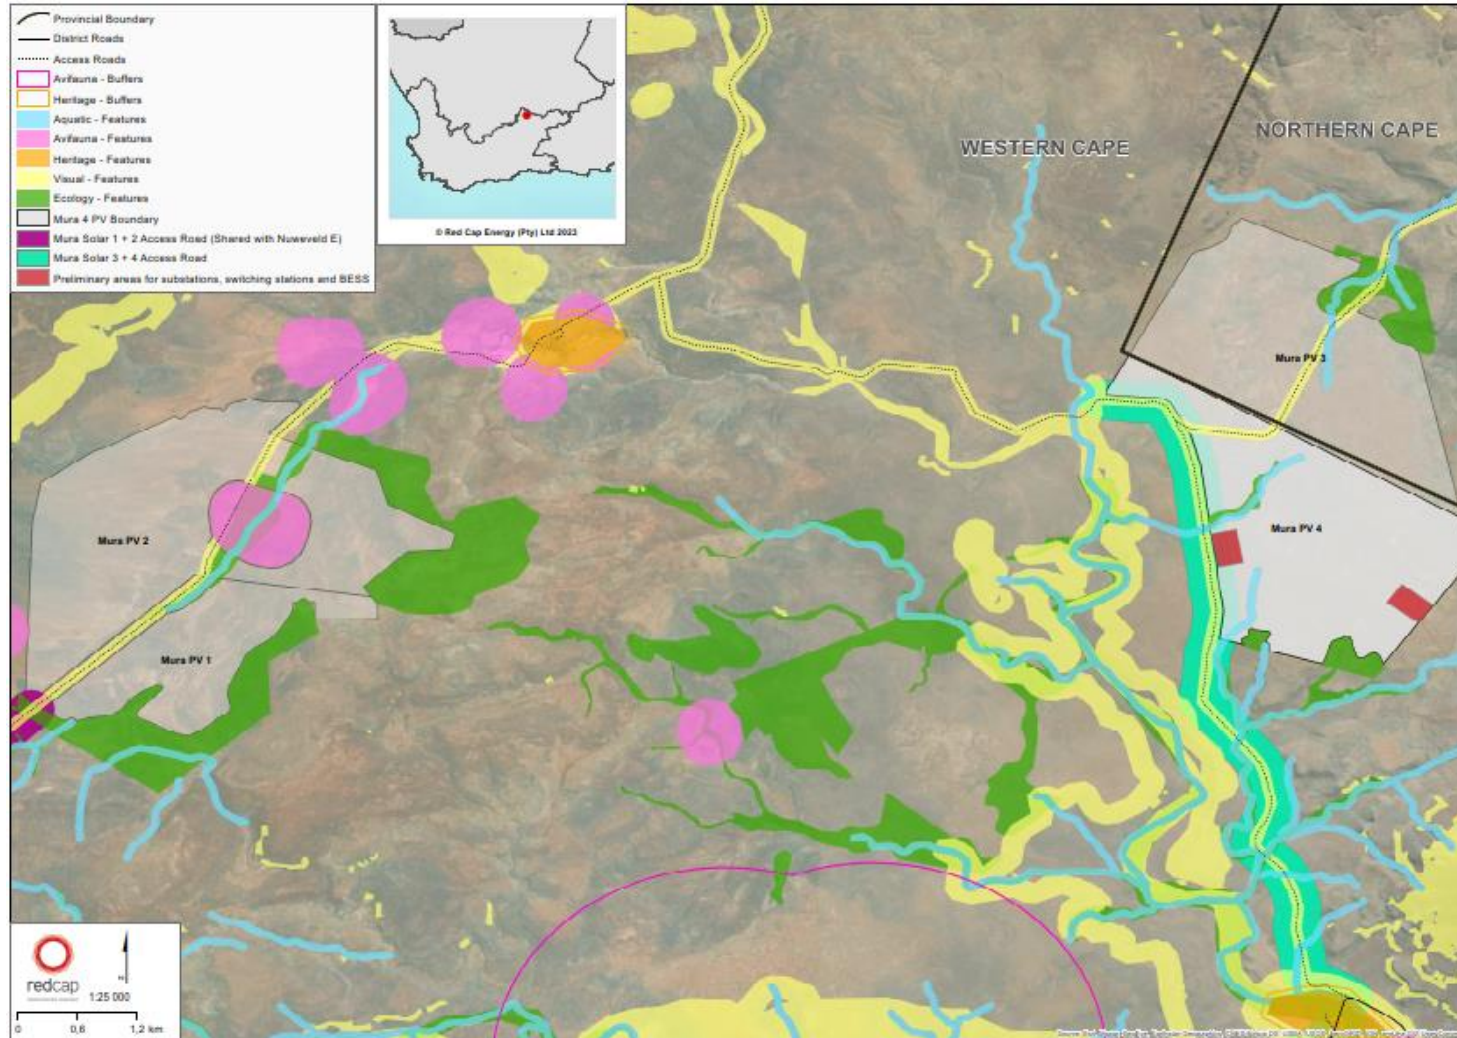 Provincial Boundary
District Roads
Access Roads
Avifauna - Buffers
Heritage - Buffers
Aquatic - Features
Avifauna - Features
Heritage - Features
Visual - Features
Ecology - Features
Mura 4 PV Boundary
Mura Solar 1 + 2 Access Road (Shared with Nuweveld E)
Mura Solar 3 + 4 Access Road
Preliminary areas for substations, switching stations and BESS
© Red Cap Energy (Pty) Ltd 2023
WESTERN CAPE
NORTHERN CAPE
Mura PV 3
Mura PV 4
Mura PV 2
Mura PV 1
redcap
N
1:25 000
0 0,6 1,2 km